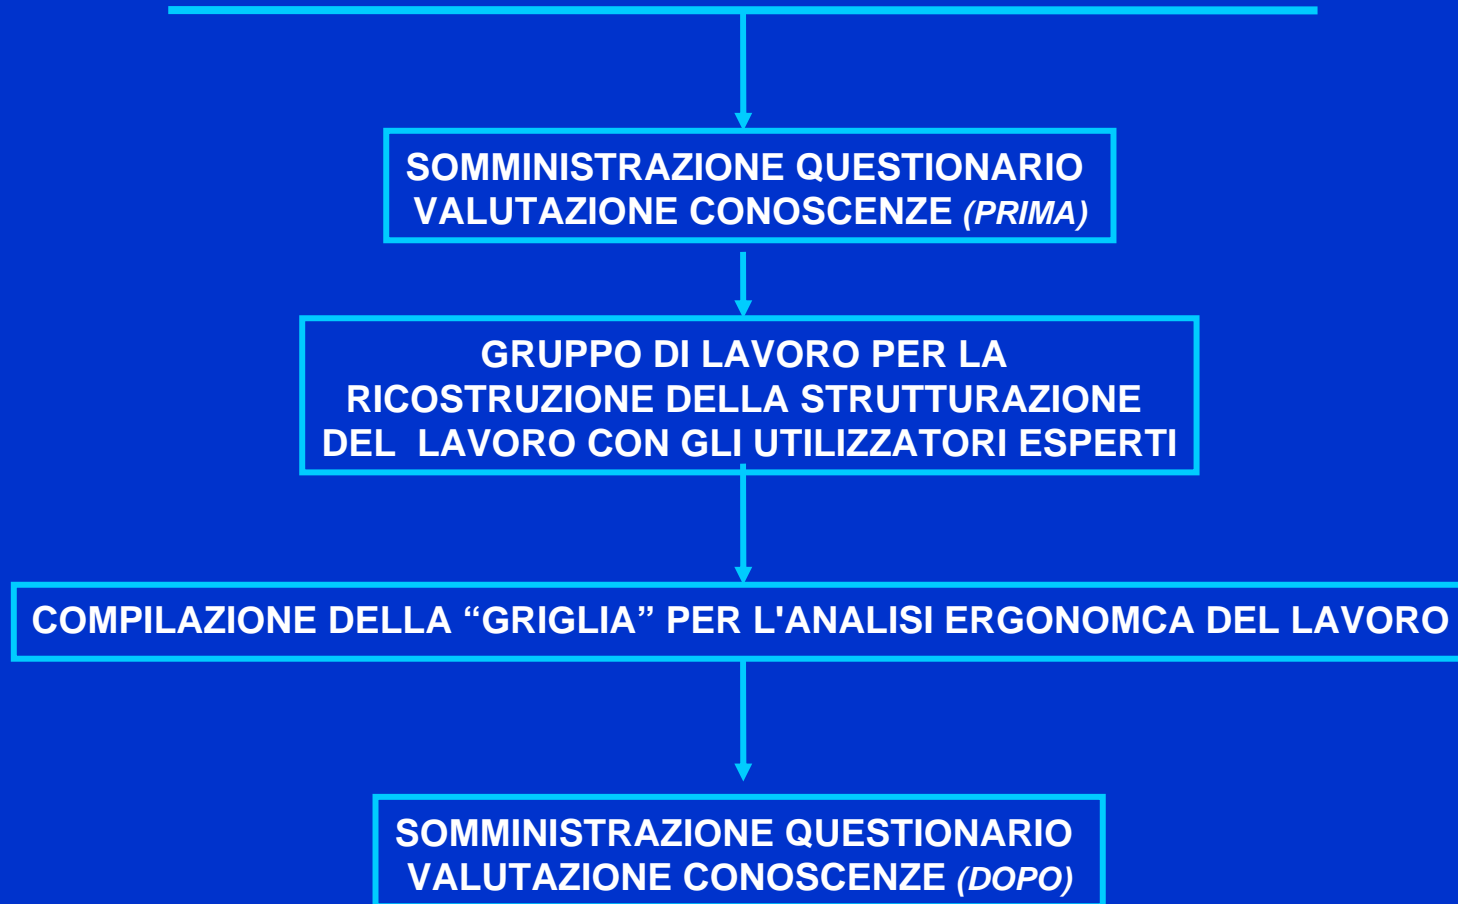 SOMMINISTRAZIONE QUESTIONARIO
VALUTAZIONE CONOSCENZE (PRIMA)
GRUPPO DI LAVORO PER LA
RICOSTRUZIONE DELLA STRUTTURAZIONE
DEL LAVORO CON GLI UTILIZZATORI ESPERTI
COMPILAZIONE DELLA “GRIGLIA” PER L'ANALISI ERGONOMCA DEL LAVORO
SOMMINISTRAZIONE QUESTIONARIO
VALUTAZIONE CONOSCENZE (DOPO)